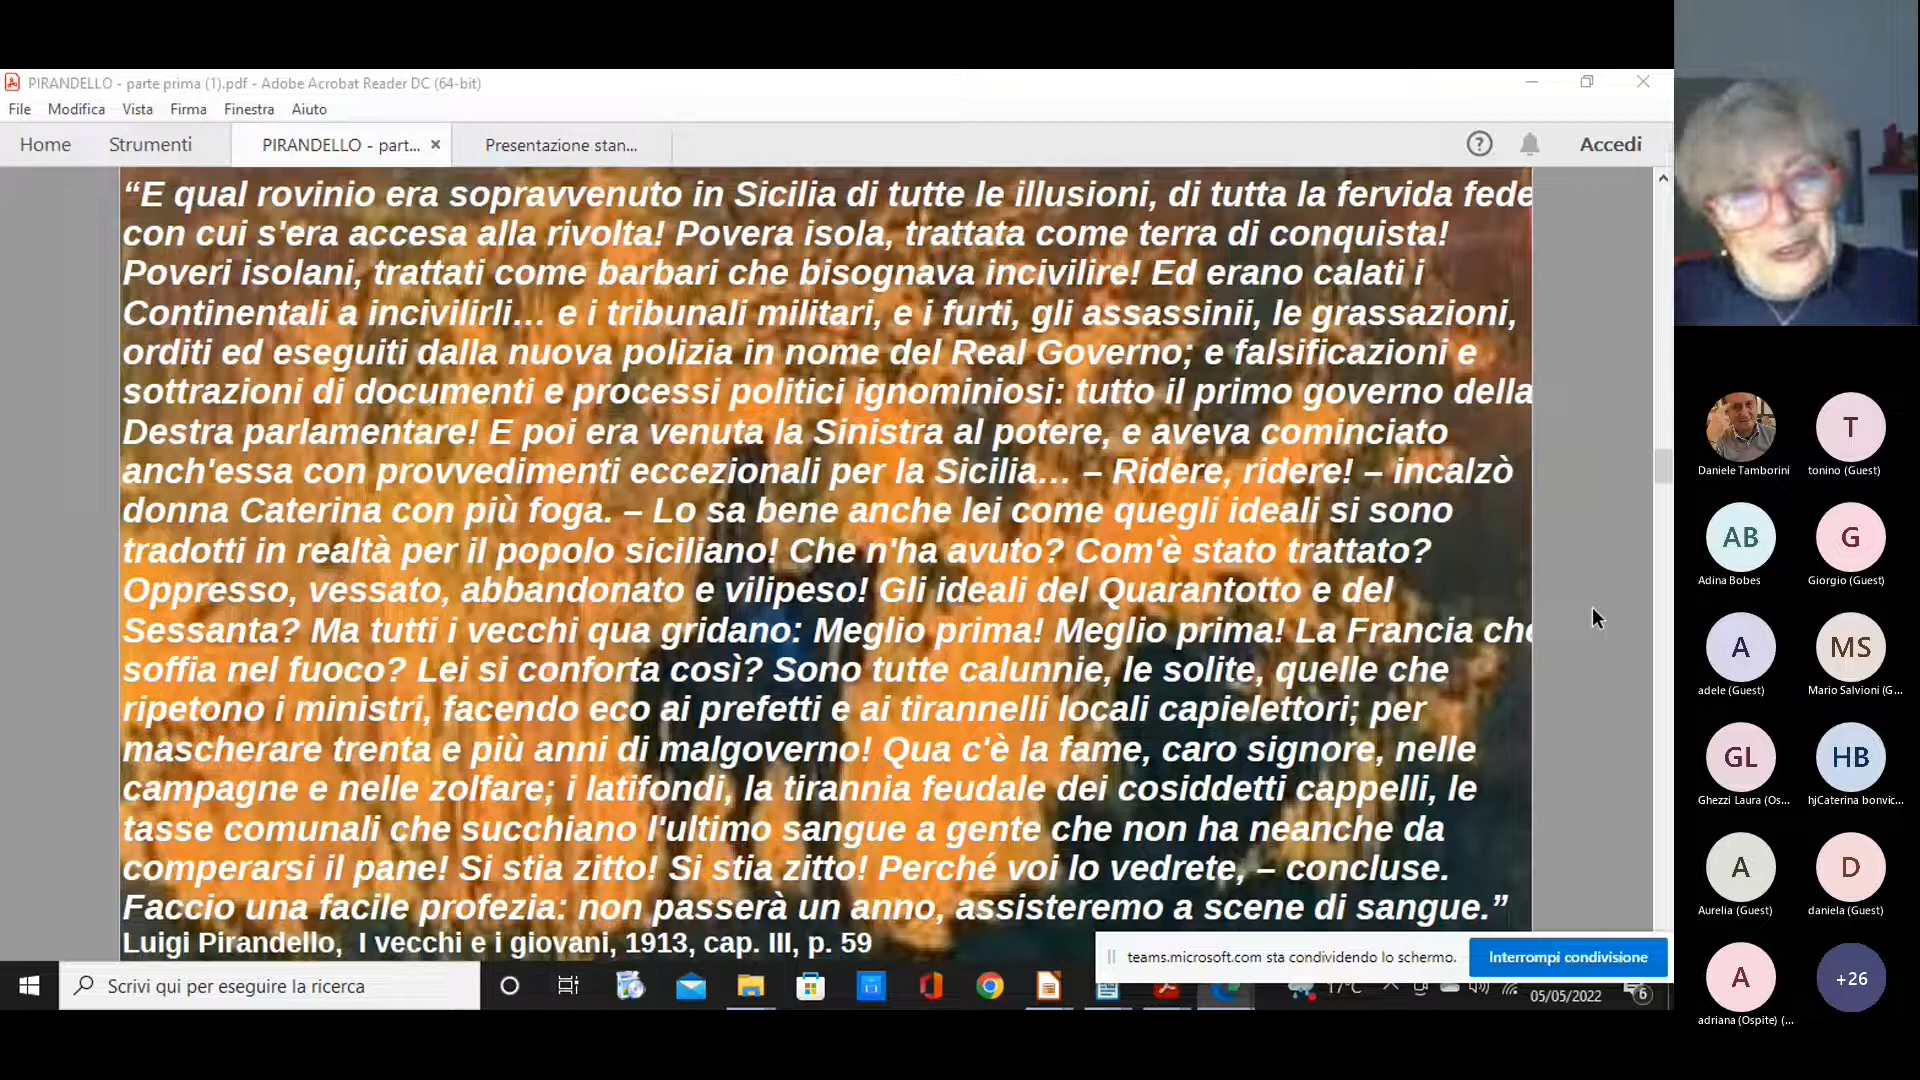 PIRANDELLO - parte prima (1).pdf - Adobe Acrobat Reader DC (64-bit)
File Modifica Vista Firma Finestra Aiuto
Home Strumenti PIRANDELLO - part... × Presentazione stan... Accedi
“E qual rovinio era sopravvenuto in Sicilia di tutte le illusioni, di tutta la fervida fede
con cui s'era accesa alla rivolta! Povera isola, trattata come terra di conquista!
Poveri isolani, trattati come barbari che bisognava incivilire! Ed erano calati i
Continentali a incivilirli… e i tribunali militari, e i furti, gli assassinii, le grassazioni,
orditi ed eseguiti dalla nuova polizia in nome del Real Governo; e falsificazioni e
sottrazioni di documenti e processi politici ignominiosi: tutto il primo governo della
Destra parlamentare! E poi era venuta la Sinistra al potere, e aveva cominciato
anch'essa con provvedimenti eccezionali per la Sicilia… – Ridere, ridere! – incalzò
donna Caterina con più foga. – Lo sa bene anche lei come quegli ideali si sono
tradotti in realtà per il popolo siciliano! Che n'ha avuto? Com'è stato trattato?
Oppresso, vessato, abbandonato e vilipeso! Gli ideali del Quarantotto e del
Sessanta? Ma tutti i vecchi qua gridano: Meglio prima! Meglio prima! La Francia che
soffia nel fuoco? Lei si conforta così? Sono tutte calunnie, le solite, quelle che
ripetono i ministri, facendo eco ai prefetti e ai tirannelli locali capielettori; per
mascherare trenta e più anni di malgoverno! Qua c'è la fame, caro signore, nelle
campagne e nelle zolfare; i latifondi, la tirannia feudale dei cosiddetti cappelli, le
tasse comunali che succhiano l'ultimo sangue a gente che non ha neanche da
comperarsi il pane! Si stia zitto! Si stia zitto! Perché voi lo vedrete, – concluse.
Faccio una facile profezia: non passerà un anno, assisteremo a scene di sangue.”
Luigi Pirandello, I vecchi e i giovani, 1913, cap. III, p. 59
teams.microsoft.com sta condividendo lo schermo. Interrompi condivisione
Scrivi qui per eseguire la ricerca
17°C
05/05/2022
6
T
Daniele Tamborini tonino (Guest)
AB G
Adina Bobes Giorgio (Guest)
A MS
adele (Guest) Mario Salvioni (G...
GL HB
Ghezzi Laura (Os... hjCaterina bonvic...
A D
Aurelia (Guest) daniela (Guest)
A +26
adriana (Ospite) (...